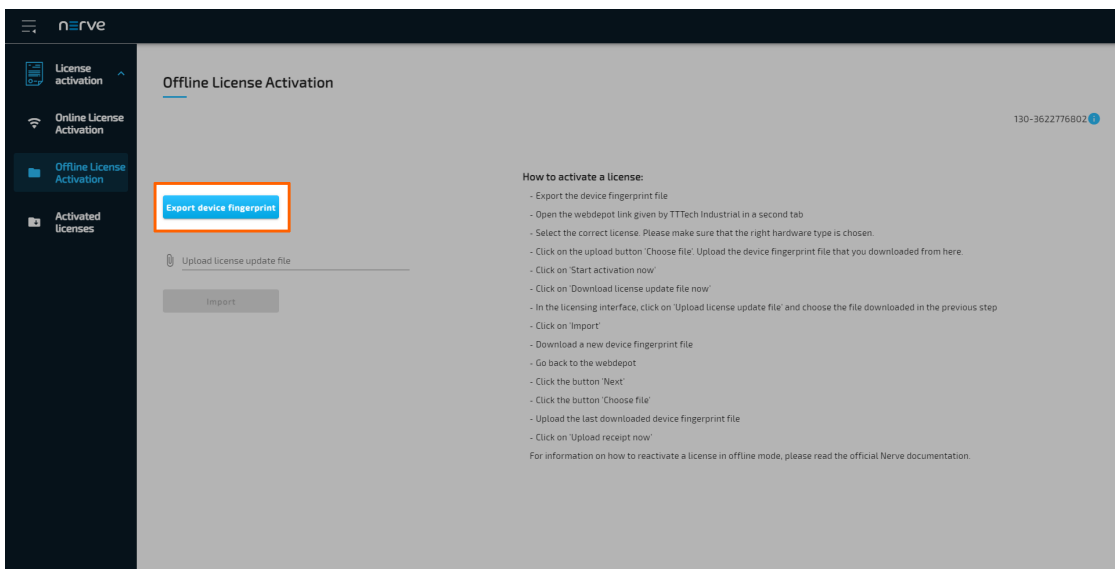 nerve
License
activation
Online License
Activation
Offline License
Activation
Activated
licenses
Offline License Activation
130-3622776802
Export device fingerprint
Upload license update file
Import
How to activate a license:
- Export the device fingerprint file
- Open the webdepot link given by TTTech Industrial in a second tab
- Select the correct license. Please make sure that the right hardware type is chosen.
- Click on the upload button 'Choose file'. Upload the device fingerprint file that you downloaded from here.
- Click on 'Start activation now'
- Click on 'Download license update file now'
- In the licensing interface, click on 'Upload license update file' and choose the file downloaded in the previous step
- Click on 'Import'
- Download a new device fingerprint file
- Go back to the webdepot
- Click the button 'Next'
- Click the button 'Choose file'
- Upload the last downloaded device fingerprint file
- Click on 'Upload receipt now'
For information on how to reactivate a license in offline mode, please read the official Nerve documentation.